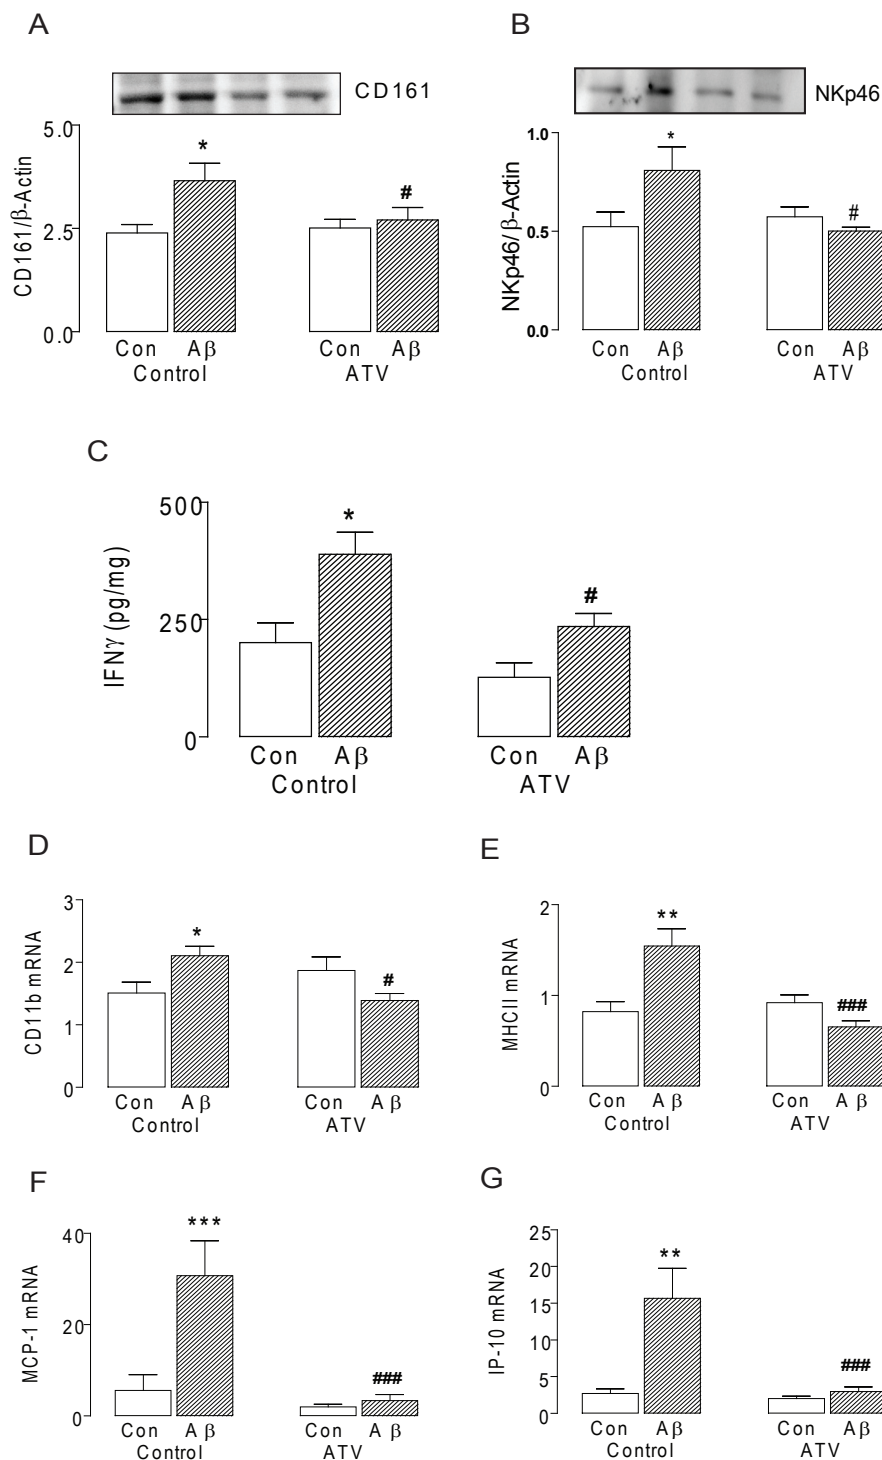 A
CD161
CD161/β-Actin
5.0
2.5
0.0
*
#
Con Aβ Con Aβ
Control ATV
B
NKp46
NKp46/β-Actin
1.0
0.5
0.0
*
#
Con Aβ Con Aβ
Control ATV
C
IFNγ (pg/mg)
500
250
0
*
#
Con Aβ Con Aβ
Control ATV
D
CD11b mRNA
3
2
1
0
*
#
Con Aβ Con Aβ
Control ATV
E
MHCII mRNA
2
1
0
**
###
Con Aβ Con Aβ
Control ATV
F
MCP-1 mRNA
40
20
0
***
###
Con Aβ Con Aβ
Control ATV
G
IP-10 mRNA
25
20
15
10
5
0
**
###
Con Aβ Con Aβ
Control ATV